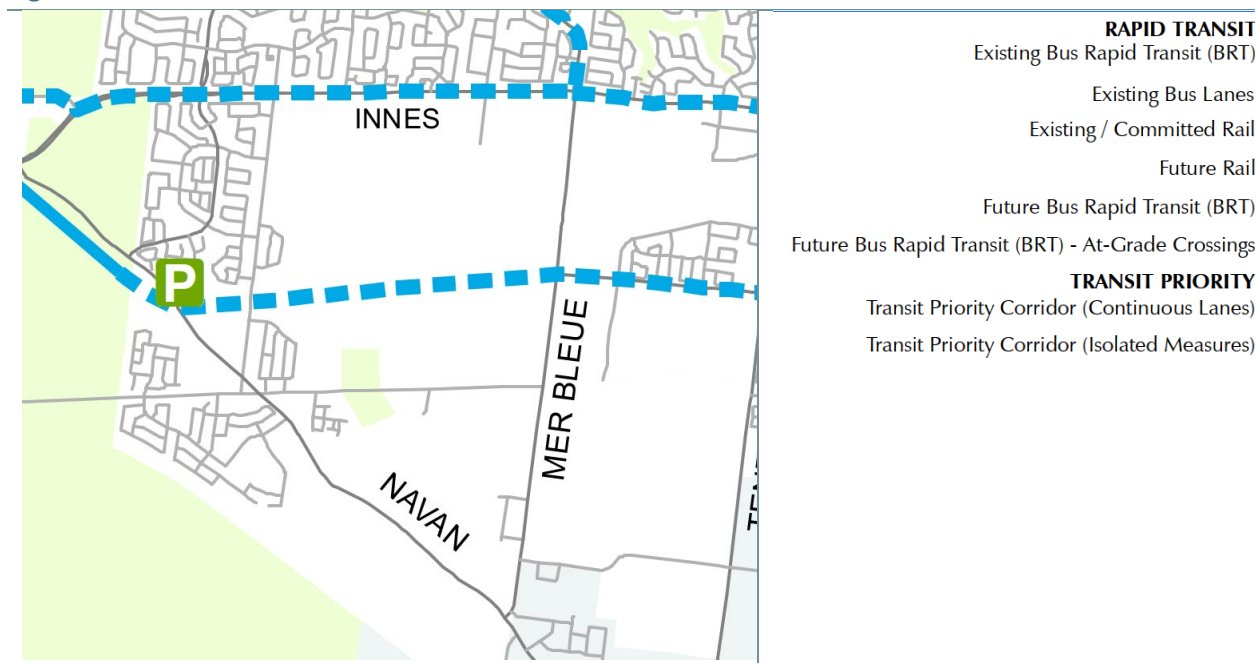 INNES
P
MER BLEUE
NAVAN
RAPID TRANSIT
Existing Bus Rapid Transit (BRT)
Existing Bus Lanes
Existing / Committed Rail
Future Rail
Future Bus Rapid Transit (BRT)
Future Bus Rapid Transit (BRT) - At-Grade Crossings
TRANSIT PRIORITY
Transit Priority Corridor (Continuous Lanes)
Transit Priority Corridor (Isolated Measures)